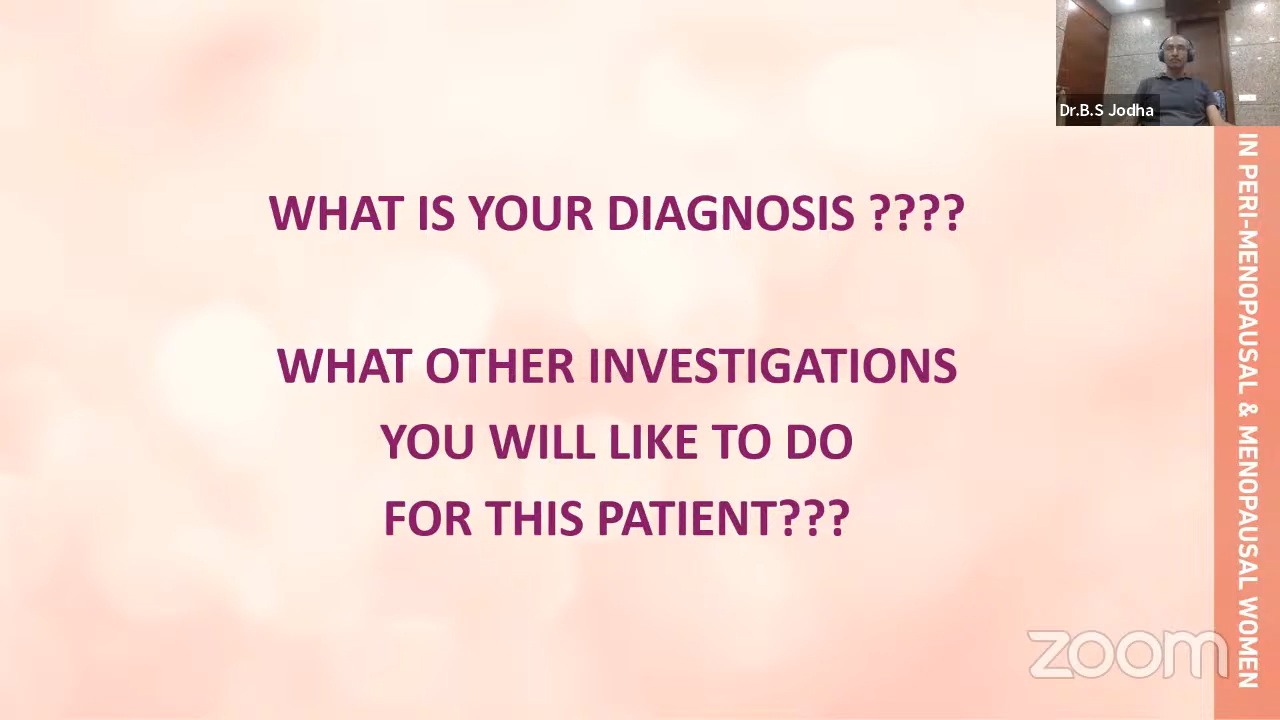 WHAT IS YOUR DIAGNOSIS ????
WHAT OTHER INVESTIGATIONS
YOU WILL LIKE TO DO
FOR THIS PATIENT???
Dr.B.S Jodha
IN PERI-MENOPAUSAL & MENOPAUSAL WOMEN
zoom